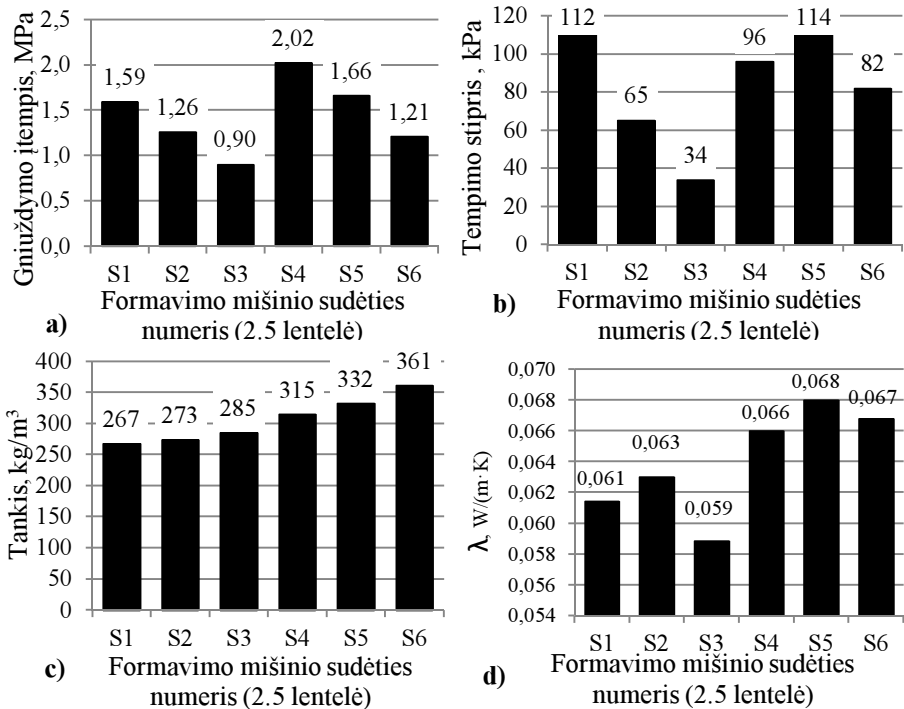 Gniuždymo įtempis, MPa
2,5
2,0
1,5
1,0
0,5
0,0
1,59
1,26
0,90
2,02
1,66
1,21
S1 S2 S3 S4 S5 S6
Formavimo mišinio sudėties
numeris (2.5 lentelė)
a)
Tempimo stipris , kPa
120
100
80
60
40
20
0
112
65
34
96
114
82
S1 S2 S3 S4 S5 S6
Formavimo mišinio sudėties
numeris (2.5 lentelė)
b)
Tankis, kg/m³
400
350
300
250
200
150
100
50
0
267
273
285
315
332
361
S1 S2 S3 S4 S5 S6
Formavimo mišinio sudėties
numeris (2.5 lentelė)
c)
λ, W/(m·K)
0,070
0,068
0,066
0,064
0,062
0,060
0,058
0,056
0,054
0,061
0,063
0,059
0,066
0,068
0,067
S1 S2 S3 S4 S5 S6
Formavimo mišinio sudėties
numeris (2.5 lentelė)
d)